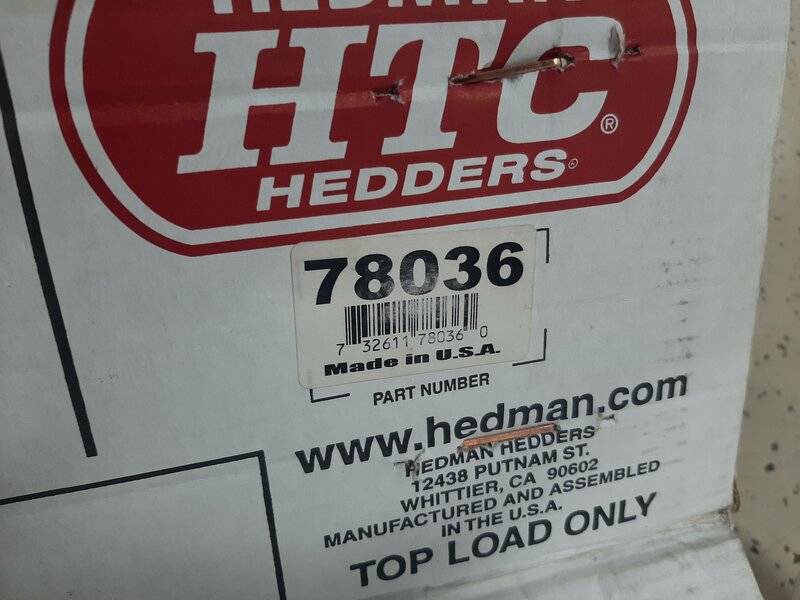 HEDMAN
HTC®
HEDDERS®
78036
7 32611 78036 0
Made in U.S.A.
PART NUMBER
www.hedman.com
HEDMAN HEDDERS
12438 PUTNAM ST.
WHITTIER, CA 90602
MANUFACTURED AND ASSEMBLED
IN THE U.S.A.
TOP LOAD ONLY